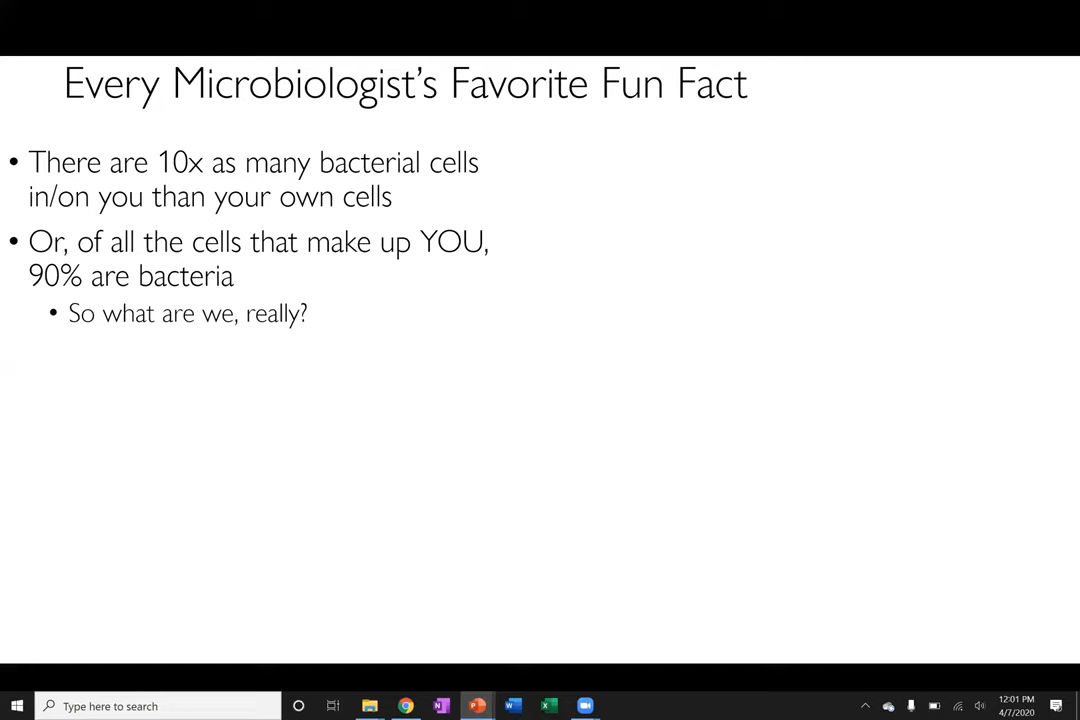 Every Microbiologist's Favorite Fun Fact
• There are 10x as many bacterial cells
in/on you than your own cells
• Or, of all the cells that make up YOU,
90% are bacteria
• So what are we, really?
Type here to search
12:01 PM
4/7/2020